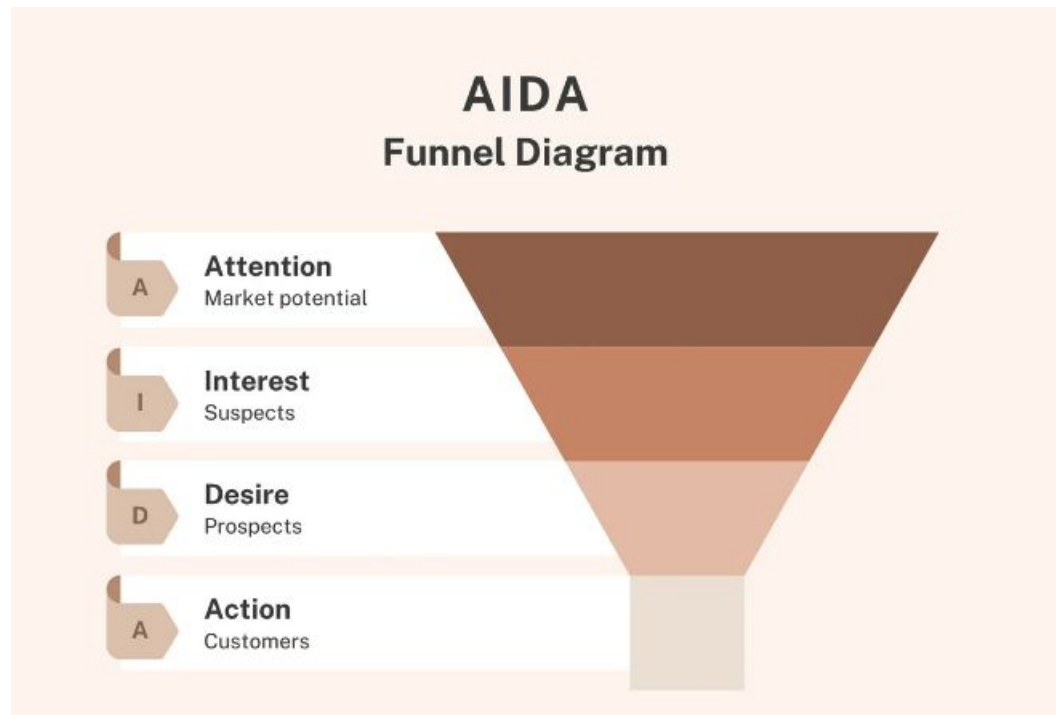 AIDA
Funnel Diagram
A
Attention
Market potential
I
Interest
Suspects
D
Desire
Prospects
A
Action
Customers